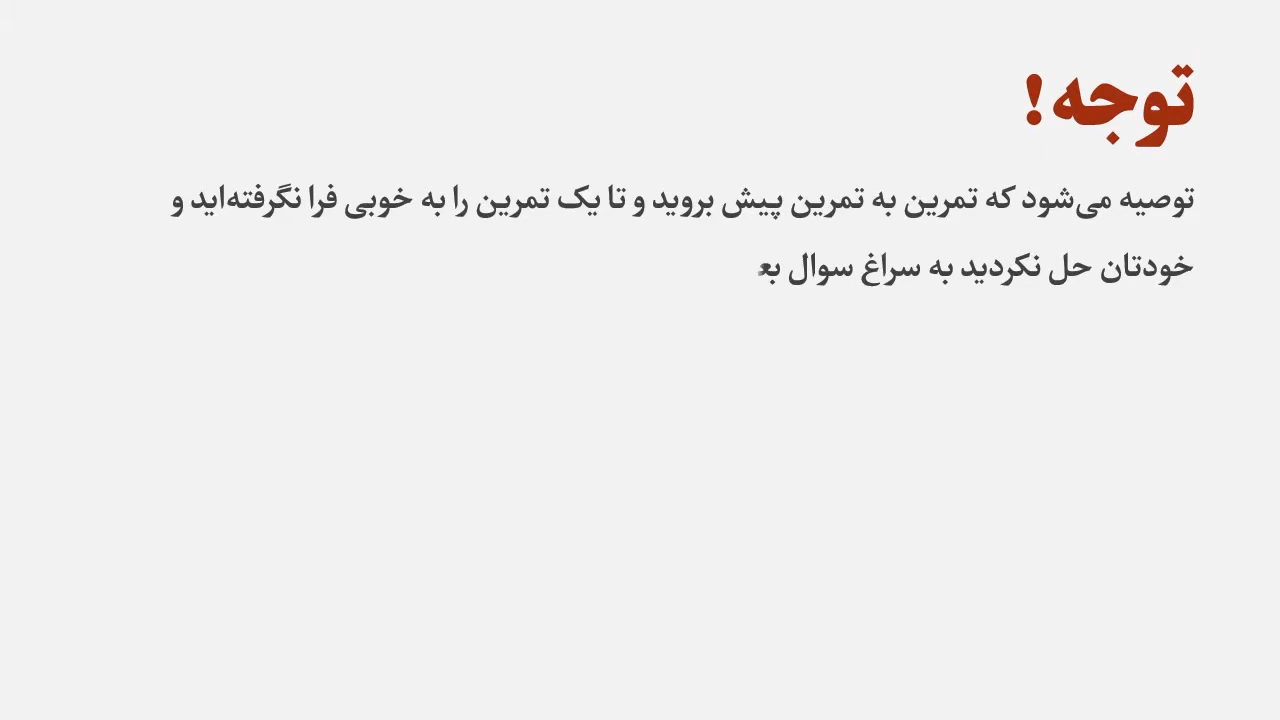 توجه!
توصیه می‌شود که تمرین به تمرین پیش بروید و تا یک تمرین را به خوبی فرا نگرفته‌اید و
خودتان حل نکردید به سراغ سوال بع